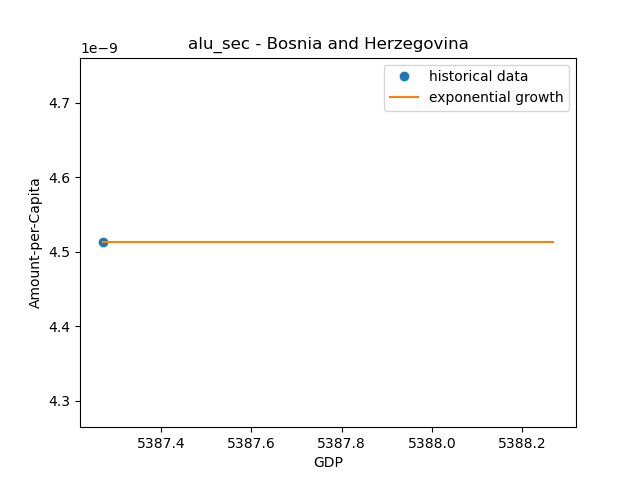 alu_sec - Bosnia and Herzegovina
1e−9
historical data
exponential growth
4.7
4.6
4.5
4.4
4.3
Amount-per-Capita
5387.4 5387.6 5387.8 5388.0 5388.2
GDP